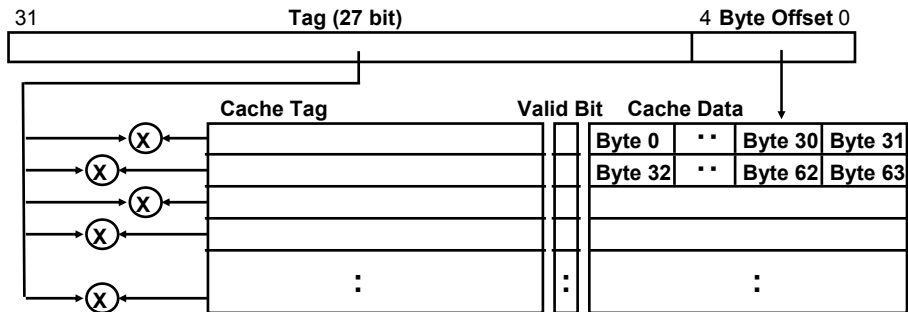 31 Tag (27 bit) 4 Byte Offset 0
Cache Tag Valid Bit Cache Data
X Byte 0 ·· Byte 30 Byte 31
X Byte 32 ·· Byte 62 Byte 63
X
X
X : : :